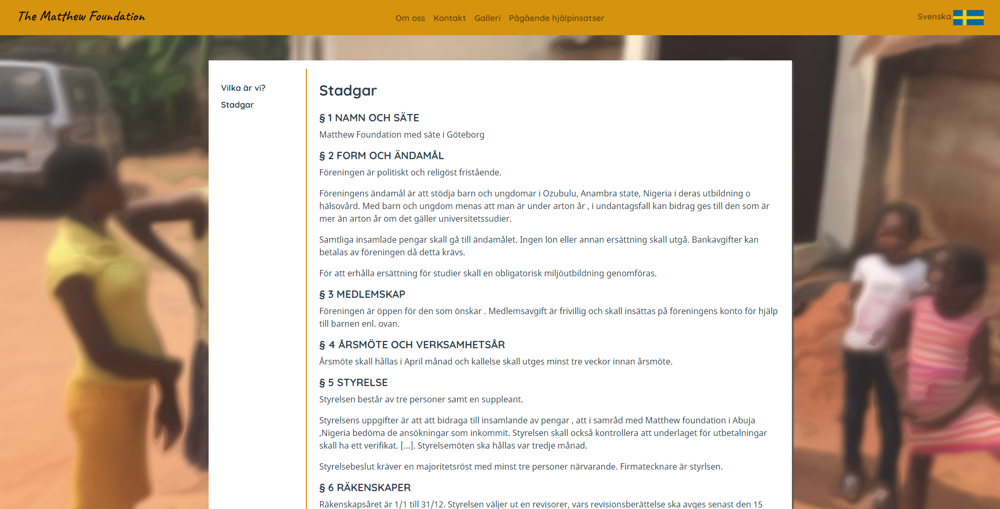 The Matthew Foundation
Om oss Kontakt Galleri Pågående hjälpinsatser
Svenska
Vilka är vi?
Stadgar
Stadgar
§ 1 NAMN OCH SÄTE
Matthew Foundation med säte i Göteborg
§ 2 FORM OCH ÄNDAMÅL
Föreningen är politiskt och religöst fristående.
Föreningens ändamål är att stödja barn och ungdomar i Ozubulu, Anambra state, Nigeria i deras utbildning o
hälsovård. Med barn och ungdom menas att man är under arton år , i undantagsfall kan bidrag ges till den som är
mer än arton år om det gäller universitetssudier.
Samtliga insamlade pengar skall gå till ändamålet. Ingen lön eller annan ersättning skall utgå. Bankavgifter kan
betalas av föreningen då detta krävs.
För att erhålla ersättning för studier skall en obligatorisk miljöutbildning genomföras.
§ 3 MEDLEMSKAP
Föreningen är öppen för den som önskar . Medlemsavgift är frivillig och skall insättas på föreningens konto för hjälp
till barnen enl. ovan.
§ 4 ÅRSMÖTE OCH VERKSAMHETSÅR
Årsmöte skall hållas i April månad och kallelse skall utges minst tre veckor innan årsmöte.
§ 5 STYRELSE
Styrelsen består av tre personer samt en suppleant.
Styrelsens uppgifter är att att bidraga till insamlande av pengar , att i samråd med Matthew foundation i Abuja
,Nigeria bedöma de ansökningar som inkommit. Styrelsen skall också kontrollera att underlaget för utbetalningar
skall ha ett verifikat. [...]. Styrelsemöten ska hållas var tredje månad.
Styrelsebeslut kräver en majoritetsröst med minst tre personer närvarande. Firmatecknare är styrlsen.
§ 6 RÄKENSKAPER
Räkenskapsåret är 1/1 till 31/12. Styrelsen väljer ut en revisorer, vars revisionsberättelse ska avges senast den 15